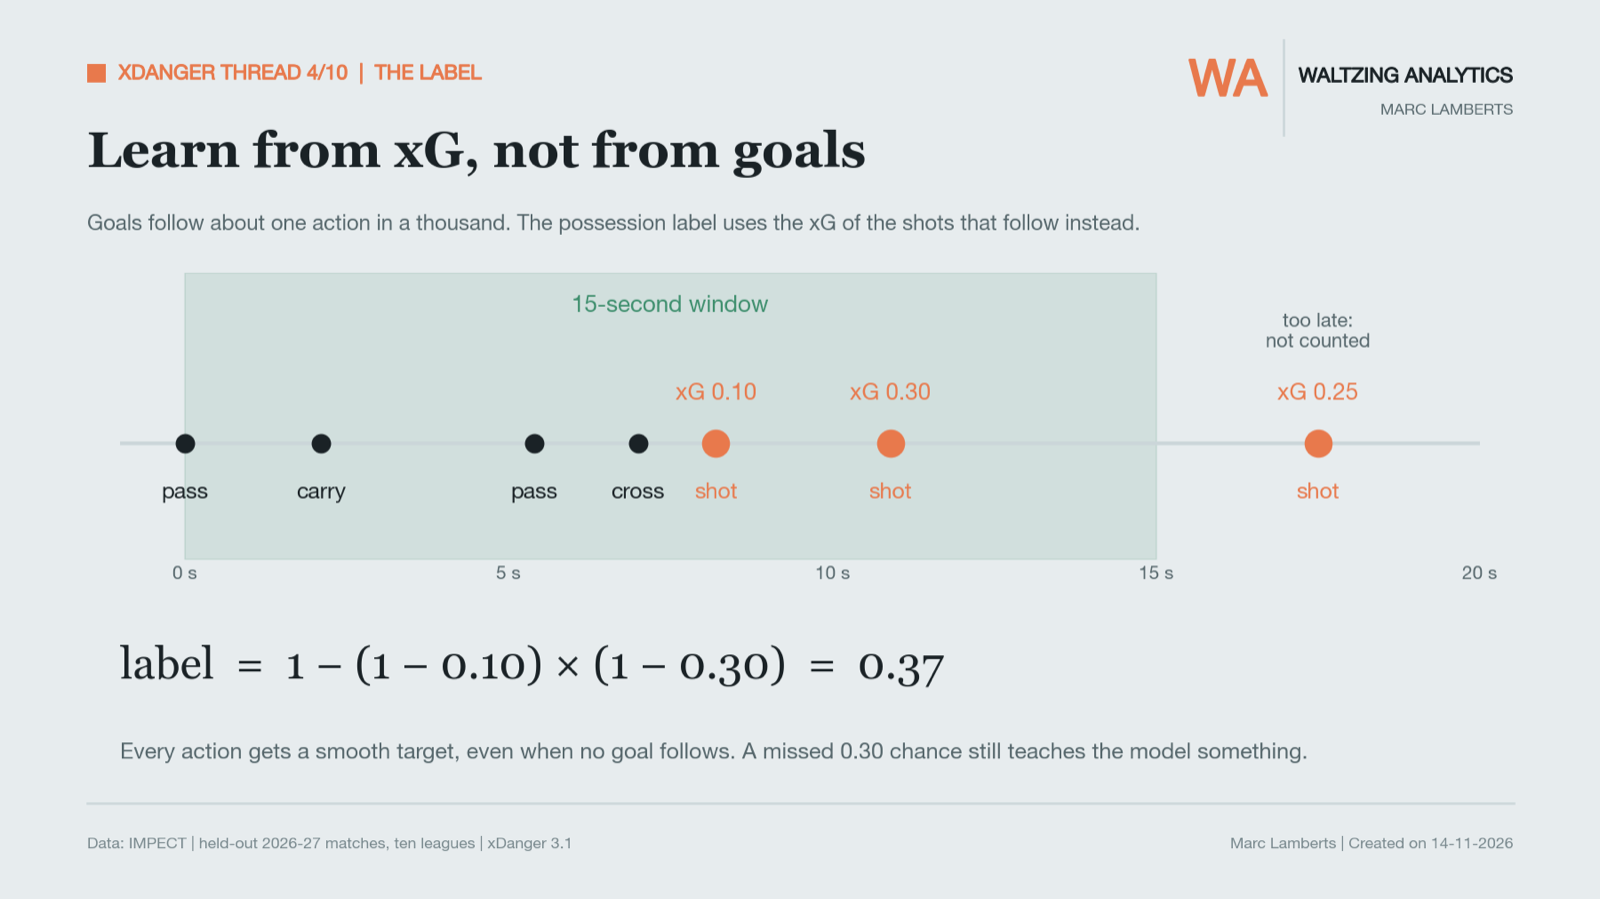 XDANGER THREAD 4/10 | THE LABEL
WA
WALTZING ANALYTICS
MARC LAMBERTS
Learn from xG, not from goals
Goals follow about one action in a thousand. The possession label uses the xG of the shots that follow instead.
15-second window
too late:
not counted
xG 0.10 xG 0.30 xG 0.25
pass carry pass cross shot shot shot
0 s 5 s 10 s 15 s 20 s
label = 1 − (1 − 0.10) × (1 − 0.30) = 0.37
Every action gets a smooth target, even when no goal follows. A missed 0.30 chance still teaches the model something.
Data: IMPECT | held-out 2026-27 matches, ten leagues | xDanger 3.1
Marc Lamberts | Created on 14-11-2026